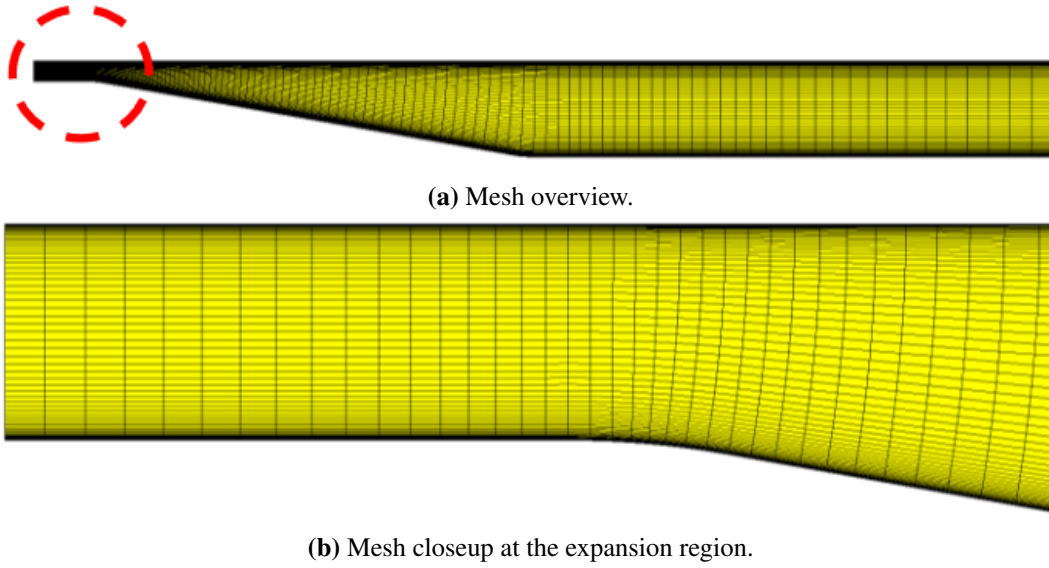 (a) Mesh overview.
(b) Mesh closeup at the expansion region.